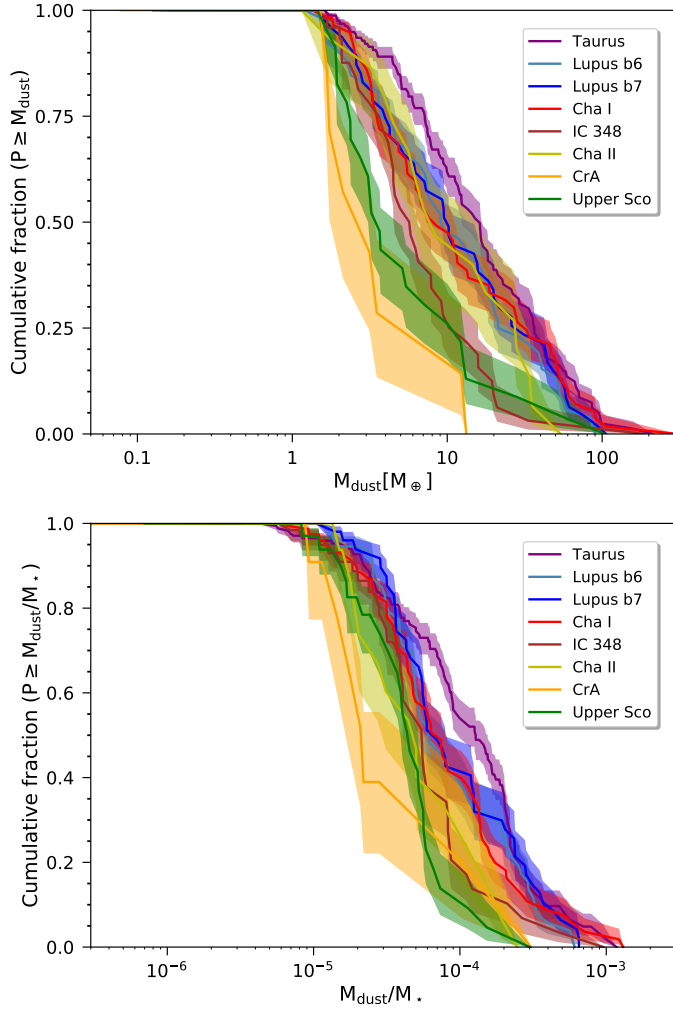 1.00
0.75
0.50
0.25
0.00
Cumulative fraction (P ≥ M_dust)
Taurus
Lupus b6
Lupus b7
Cha I
IC 348
Cha II
CrA
Upper Sco
0.1 1 10 100
M_dust[M_⊕]
1.0
0.8
0.6
0.4
0.2
0.0
Cumulative fraction (P ≥ M_dust/M_⋆)
Taurus
Lupus b6
Lupus b7
Cha I
IC 348
Cha II
CrA
Upper Sco
10⁻⁶ 10⁻⁵ 10⁻⁴ 10⁻³
M_dust/M_⋆